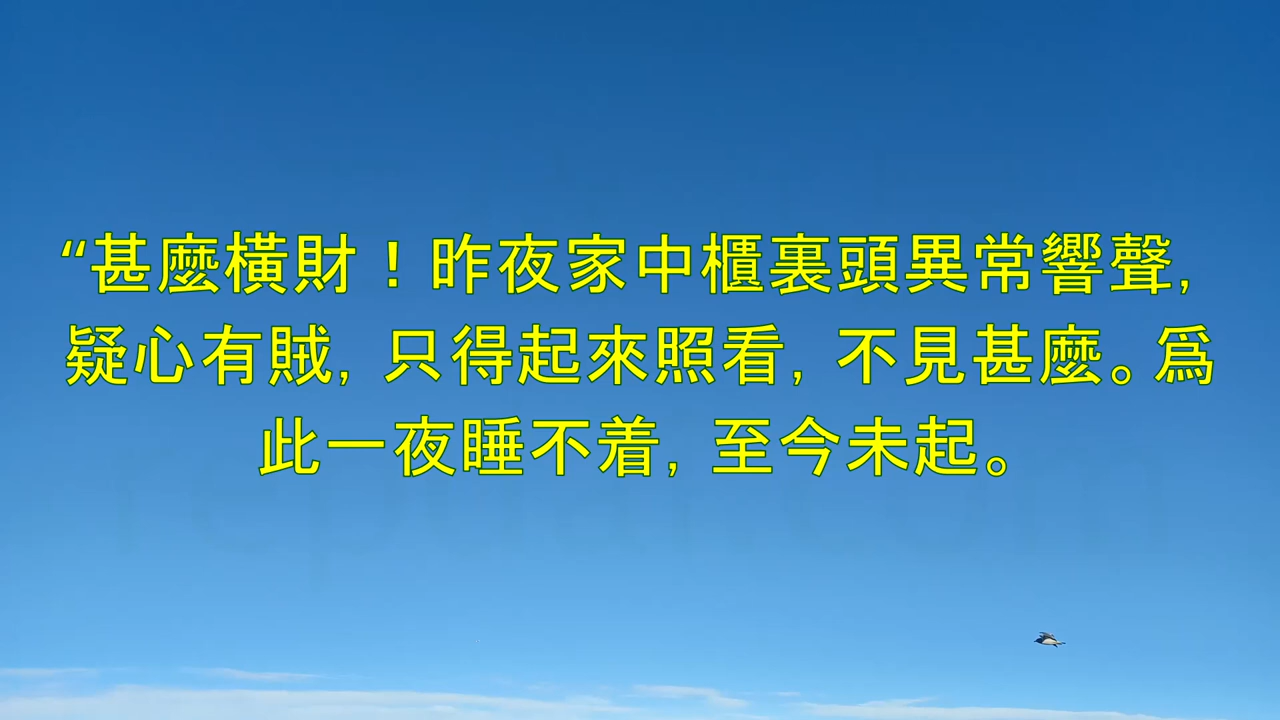 “甚麼橫財！昨夜家中櫃裏頭異常響聲，
疑心有賊，只得起來照看，不見甚麼。爲
此一夜睡不着，至今未起。